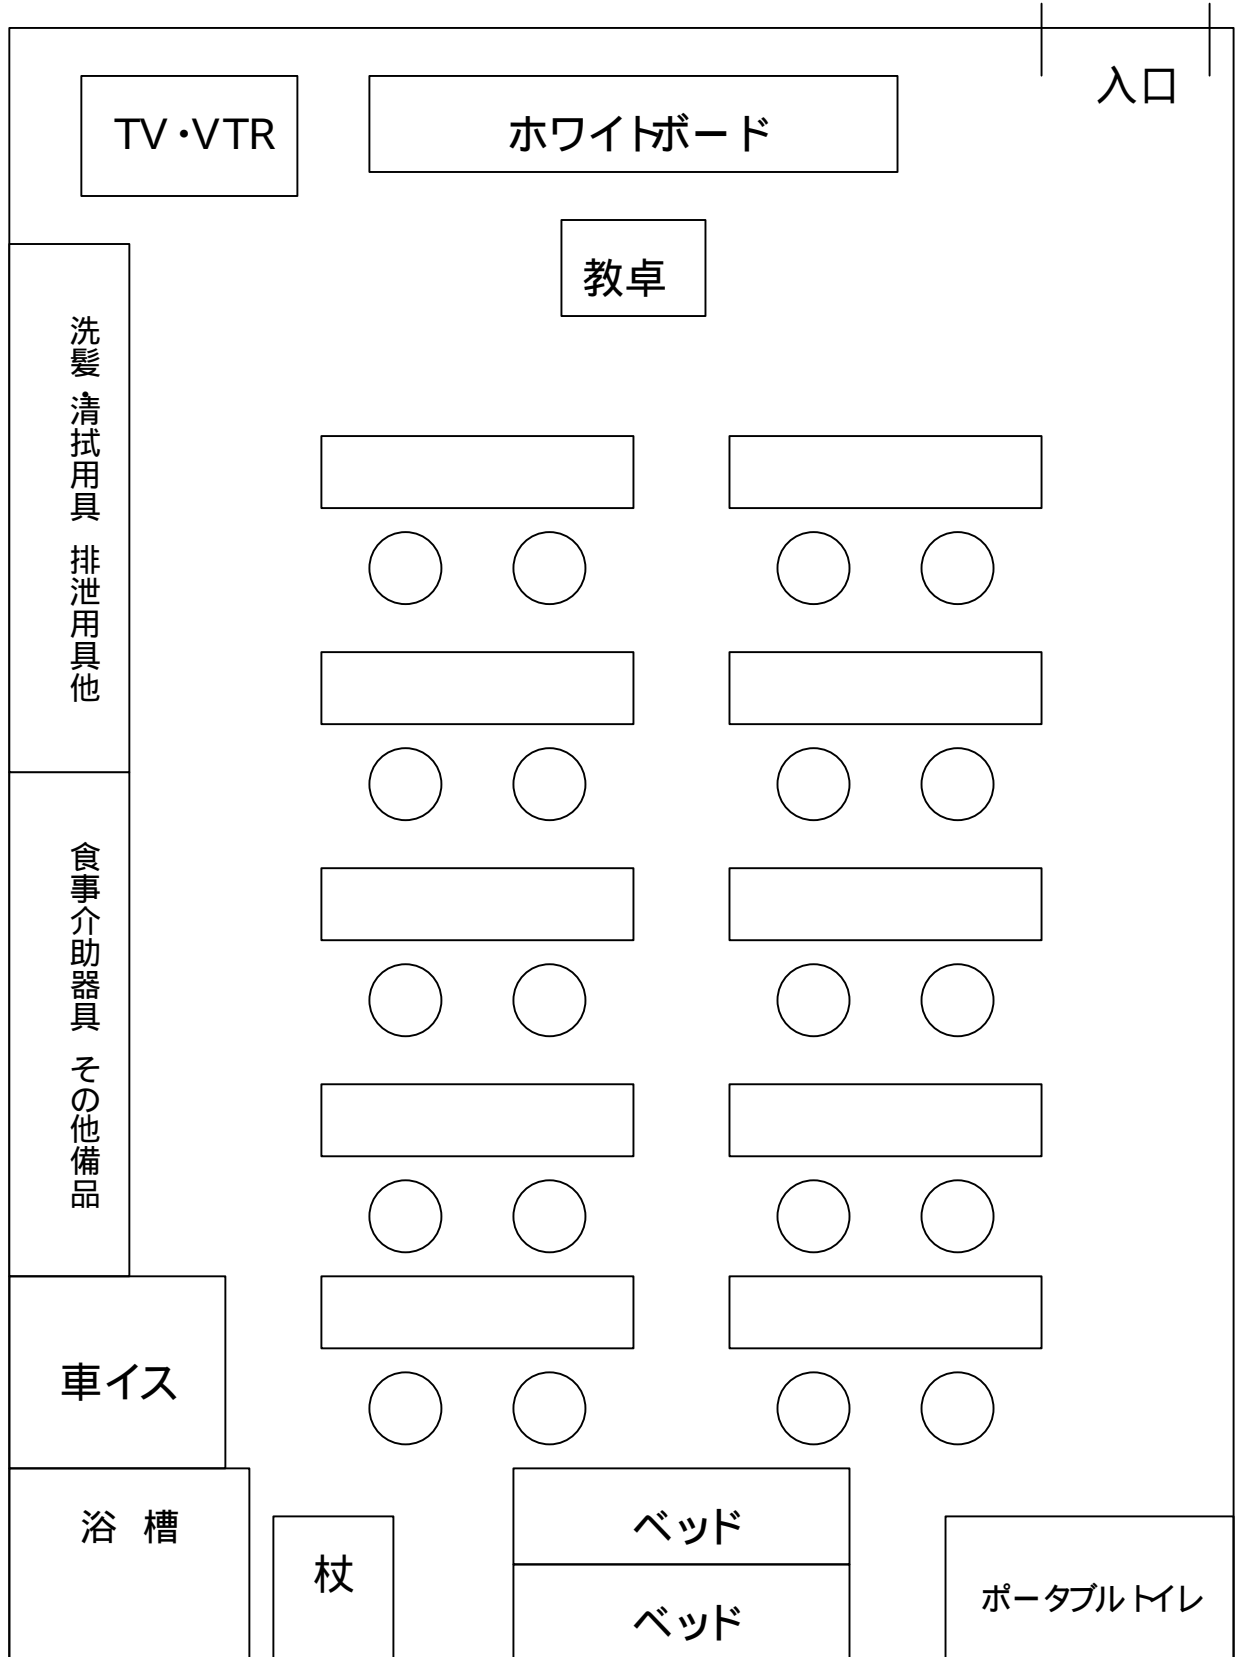 入口
TV・VTR
ホワイトボード
教卓
洗髪・清拭用具 排泄用具他
食事介助器具 その他備品
車イス
浴 槽
杖
ベッド
ベッド
ポータブルトイレ